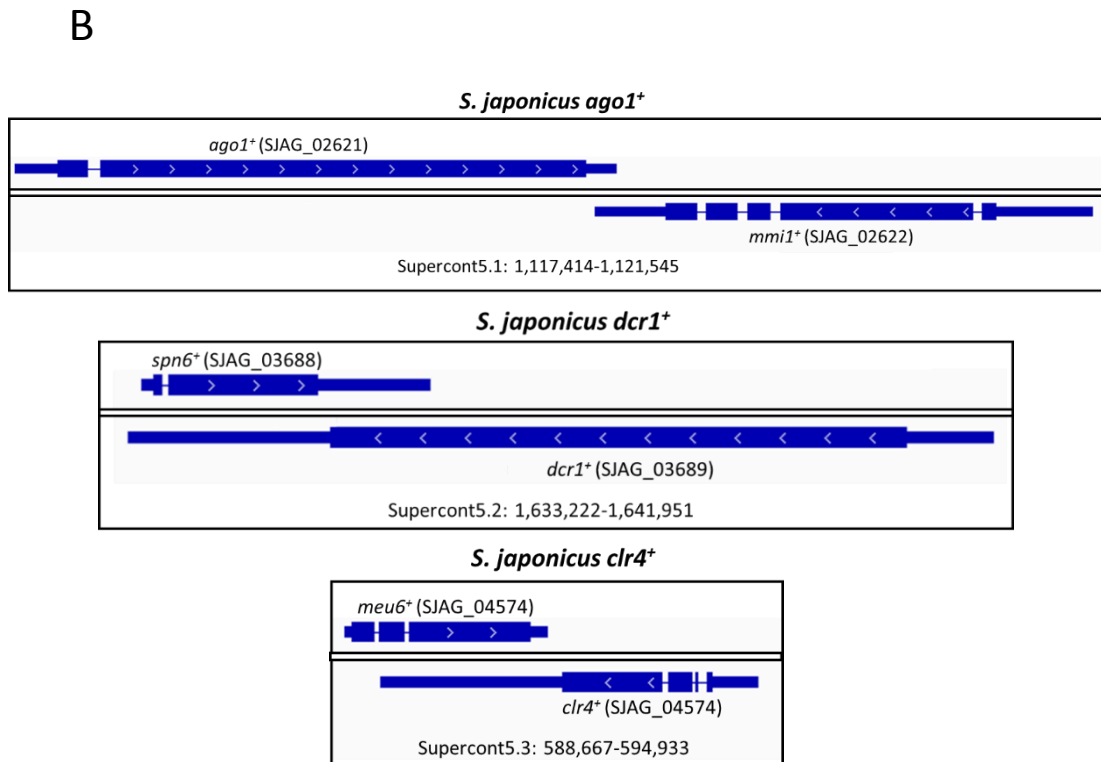 B
S. japonicus ago1+
ago1+ (SJAG_02621)
mmi1+ (SJAG_02622)
Supercont5.1: 1,117,414-1,121,545
S. japonicus dcr1+
spn6+ (SJAG_03688)
dcr1+ (SJAG_03689)
Supercont5.2: 1,633,222-1,641,951
S. japonicus clr4+
meu6+ (SJAG_04574)
clr4+ (SJAG_04574)
Supercont5.3: 588,667-594,933